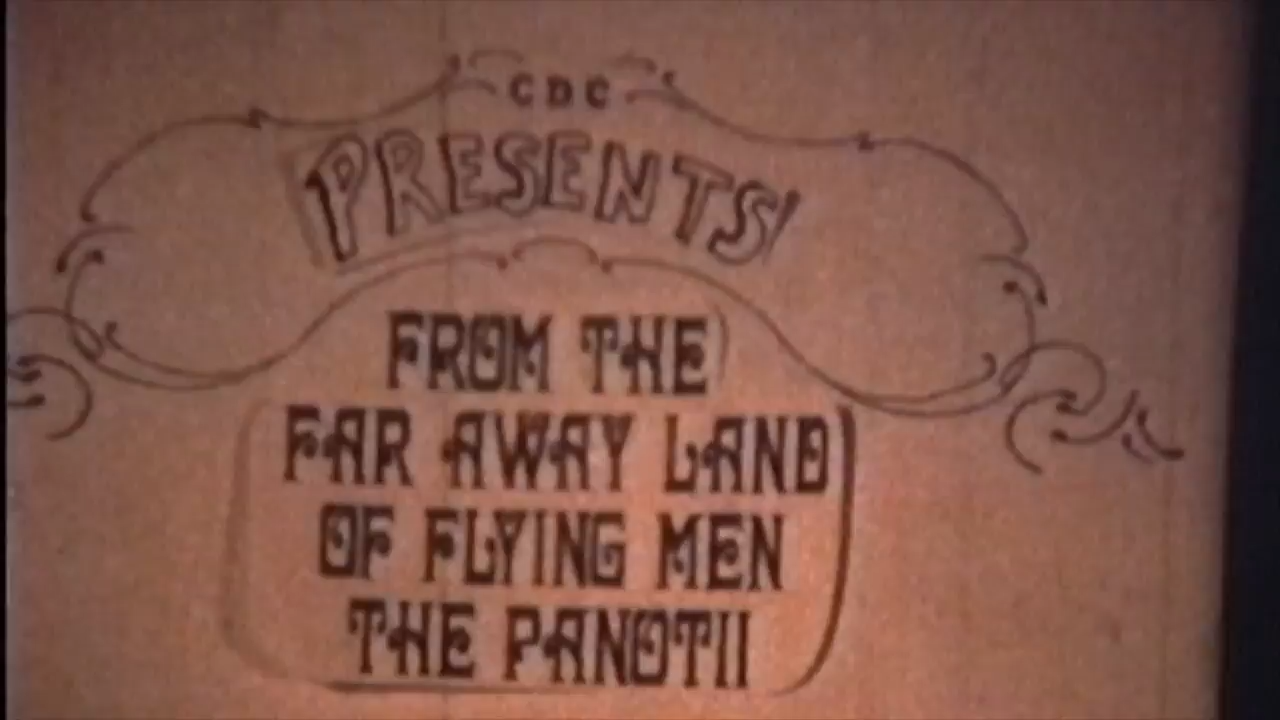 CDC
PRESENTS
FROM THE
FAR AWAY LAND
OF FLYING MEN
THE PANOTII